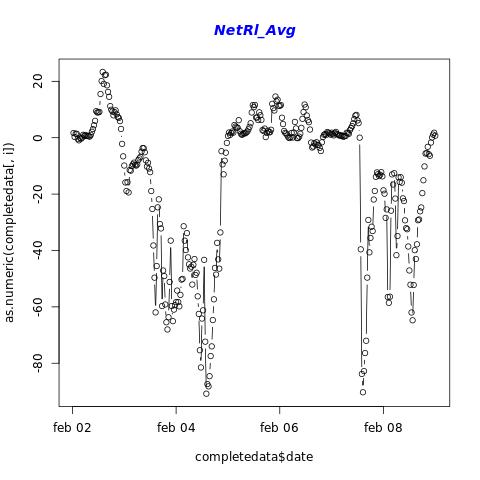 NetRl_Avg
as.numeric(completedata[, i])
20
0
-20
-40
-60
-80
feb 02 feb 04 feb 06 feb 08
completedata$date